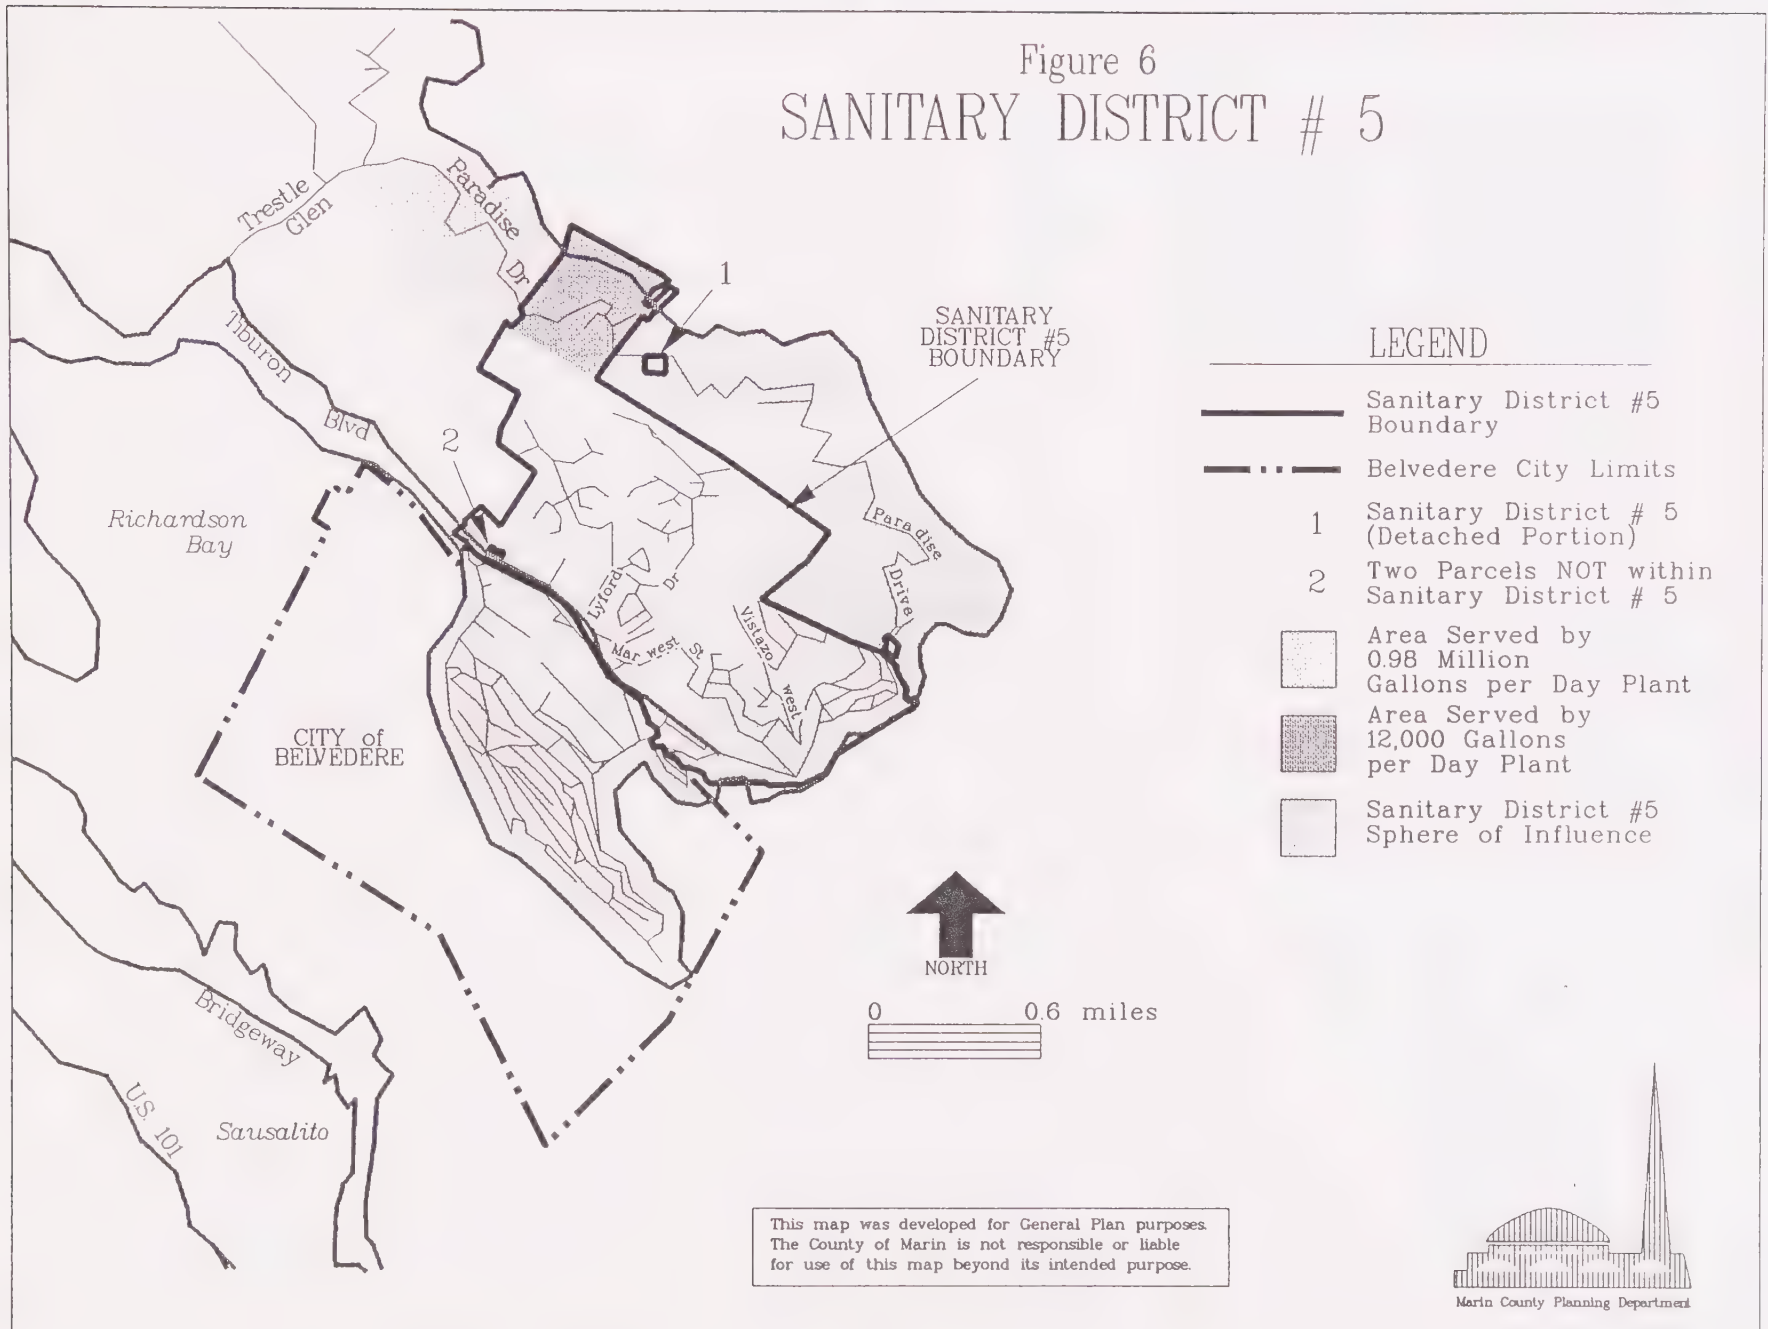 Figure 6
SANITARY DISTRICT # 5
Trestle
Glen
Paradise
Dr
1
SANITARY
DISTRICT #5
BOUNDARY
Tiburon
Blvd
2
Richardson
Bay
Paradise
Drive
Lyford
Dr
Vistazo
west
Mar west
St
CITY of
BELVEDERE
LEGEND
Sanitary District #5
Boundary
Belvedere City Limits
1
Sanitary District # 5
(Detached Portion)
2
Two Parcels NOT within
Sanitary District # 5
Area Served by
0.98 Million
Gallons per Day Plant
Area Served by
12,000 Gallons
per Day Plant
Sanitary District #5
Sphere of Influence
NORTH
0 0.6 miles
Bridgeway
U.S. 101
Sausalito
This map was developed for General Plan purposes.
The County of Marin is not responsible or liable
for use of this map beyond its intended purpose.
Marin County Planning Department